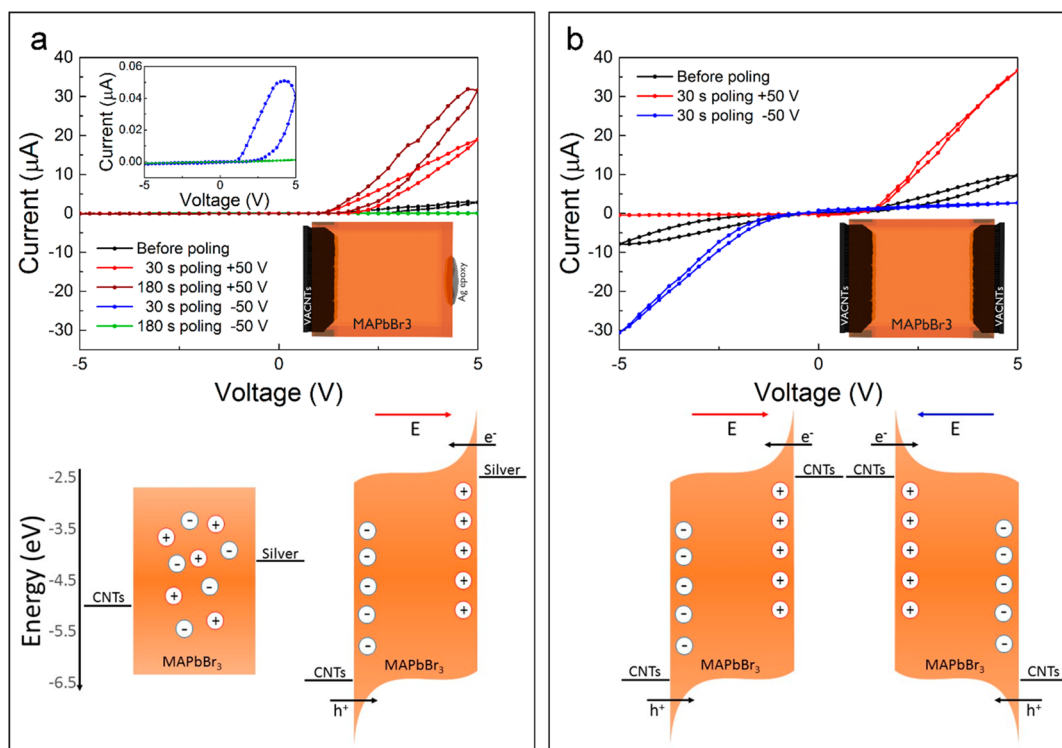 a
40
30
20
10
0
-10
-20
-30
Current (µA)
0.06
0.04
0.02
0.00
Current (µA)
-5
0
5
Voltage (V)
Before poling
30 s poling +50 V
180 s poling +50 V
30 s poling -50 V
180 s poling -50 V
VACNTs
MAPbBr3
Ag epoxy
-5
0
5
Voltage (V)
b
40
30
20
10
0
-10
-20
-30
Current (µA)
Before poling
30 s poling +50 V
30 s poling -50 V
VACNTs
MAPbBr3
VACNTs
-5
0
5
Voltage (V)
-2.5
-3.5
-4.5
-5.5
-6.5
Energy (eV)
CNTs
Silver
MAPbBr₃
E
e⁻
Silver
CNTs
MAPbBr₃
h⁺
E
e⁻
CNTs
CNTs
MAPbBr₃
h⁺
e⁻
E
CNTs
MAPbBr₃
CNTs
h⁺